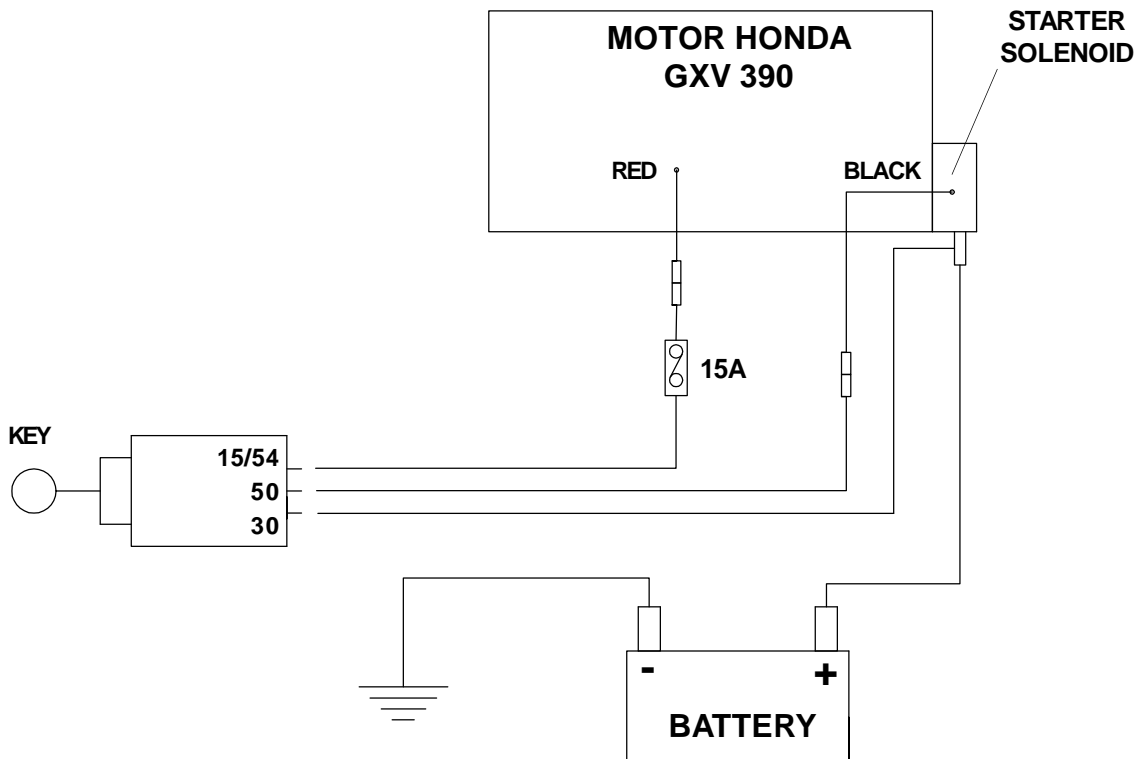 MOTOR HONDA
GXV 390
STARTER
SOLENOID
RED
BLACK
15A
KEY
15/54
50
30
- +
BATTERY